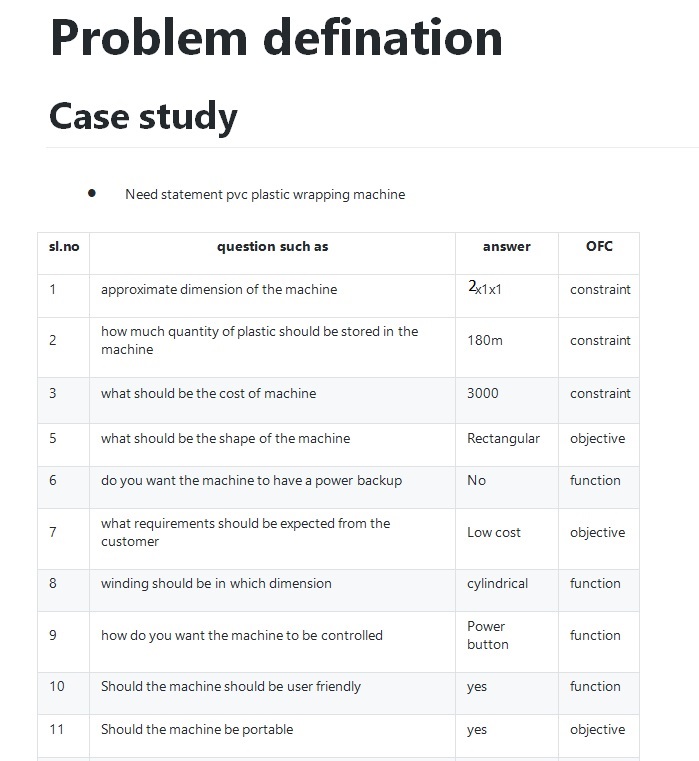 Problem defination
Case study
Need statement pvc plastic wrapping machine
sl.no question such as answer OFC
1 approximate dimension of the machine 2x1x1 constraint
how much quantity of plastic should be stored in the
2 machine 180m constraint
3 what should be the cost of machine 3000 constraint
5 what should be the shape of the machine Rectangular objective
6 do you want the machine to have a power backup No function
what requirements should be expected from the
7 customer Low cost objective
8 winding should be in which dimension cylindrical function
9 how do you want the machine to be controlled Power
button function
10 Should the machine should be user friendly yes function
11 Should the machine be portable yes objective